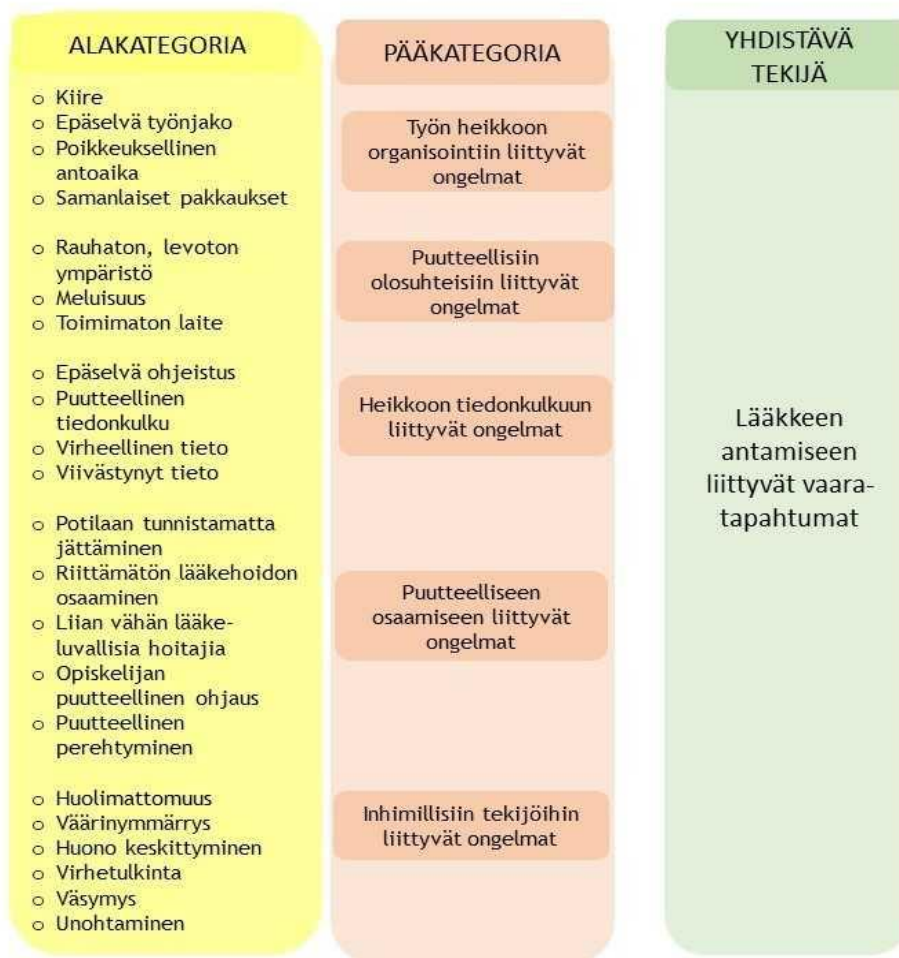 ALAKATEGORIA
o Kiire
o Epäselvä työnjako
o Poikkeuksellinen
antoaika
o Samanlaiset pakkaukset
o Rauhaton, levoton
ympäristö
o Meluisuus
o Toimimaton laite
o Epäselvä ohjeistus
o Puutteellinen
tiedonkulku
o Virheellinen tieto
o Viivästynyt tieto
o Potilaan tunnistamatta
jättäminen
o Riittämätön lääkehoidon
osaaminen
o Liian vähän lääke-
luvallisia hoitajia
o Opiskelijan
puutteellinen ohjaus
o Puutteellinen
perehtyminen
o Huolimattomuus
o Väärinymmärrys
o Huono keskittyminen
o Virhetulkinta
o Väsymys
o Unohtaminen
PÄÄKATEGORIA
Työn heikkoon
organisointiin liittyvät
ongelmat
Puutteellisiin
olosuhteisiin liittyvät
ongelmat
Heikkoon tiedonkulkuun
liittyvät ongelmat
Puutteelliseen
osaamiseen liittyvät
ongelmat
Inhimillisiin tekijöihin
liittyvät ongelmat
YHDISTÄVÄ
TEKIJÄ
Lääkkeen
antamiseen
liittyvät vaara-
tapahtumat